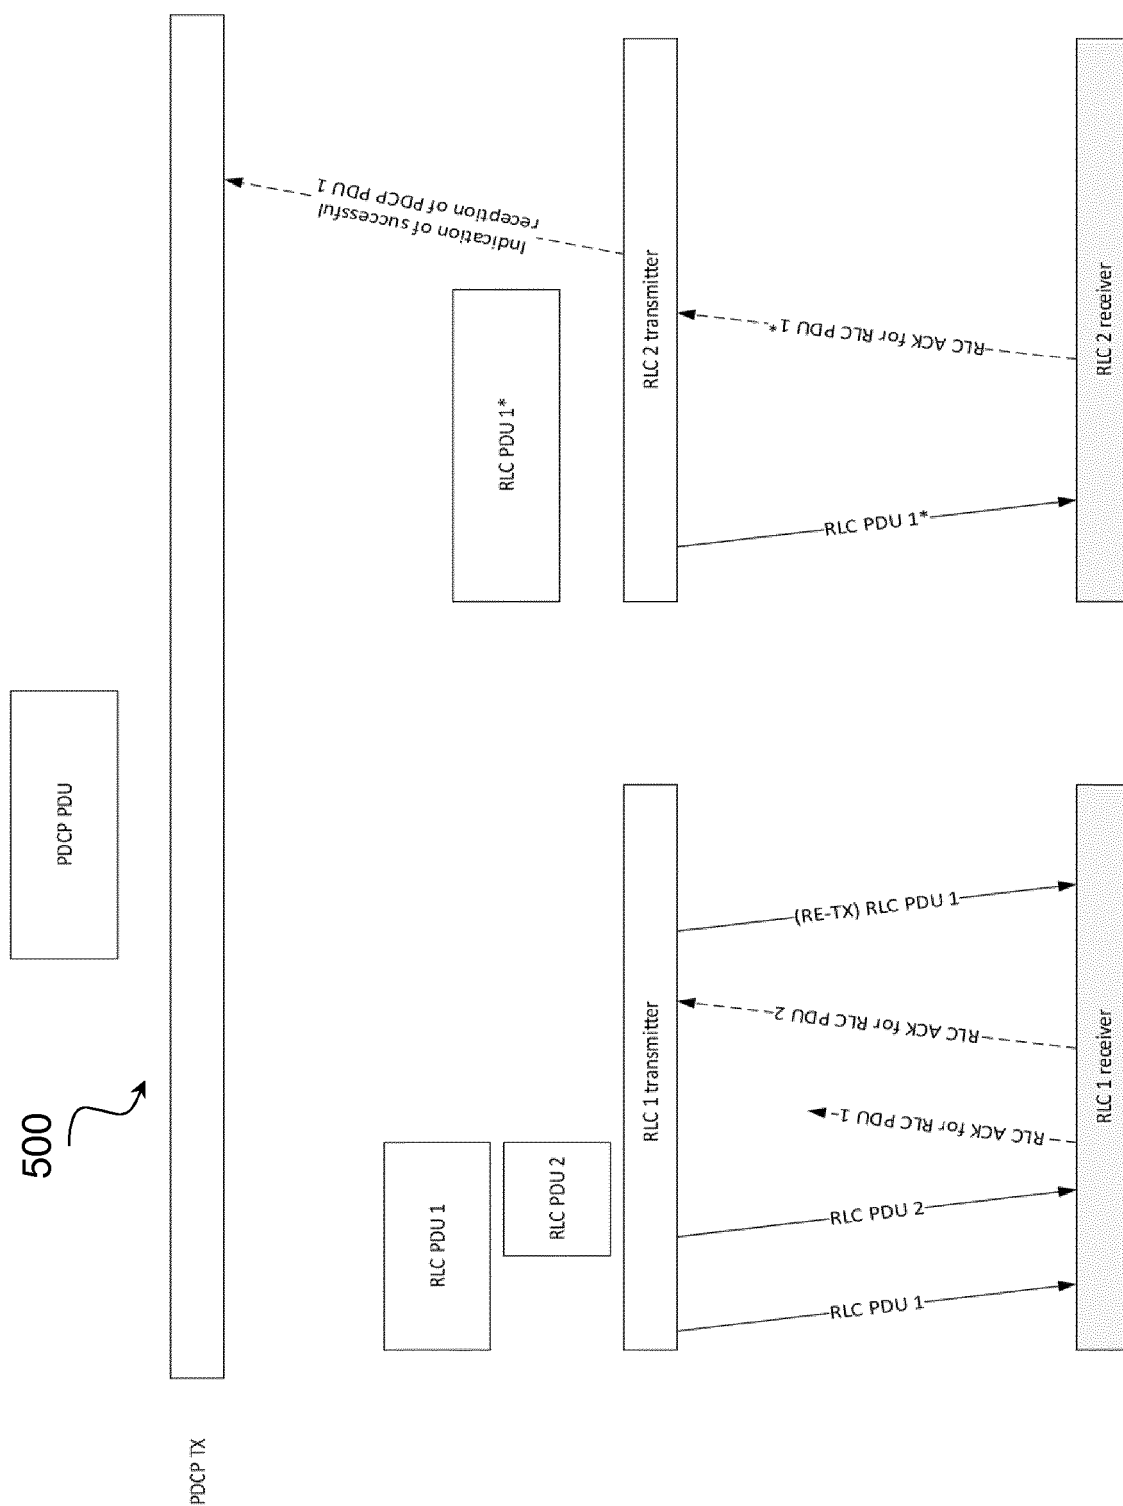 500
PDCP PDU
PDCP TX
Indication of successful
reception of PDCP PDU 1
RLC PDU 1
RLC PDU 2
RLC PDU 1*
RLC 1 transmitter
RLC 2 transmitter
RLC PDU 1
RLC PDU 2
RLC ACK for RLC PDU 1
RLC ACK for RLC PDU 2
(RE-TX) RLC PDU 1
RLC PDU 1*
RLC ACK for RLC PDU 1*
RLC 1 receiver
RLC 2 receiver